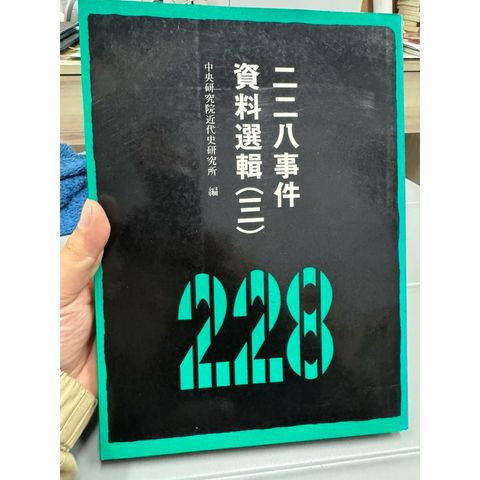 二二八事件
資料選輯(三)
中央研究院近代史研究所 編
228